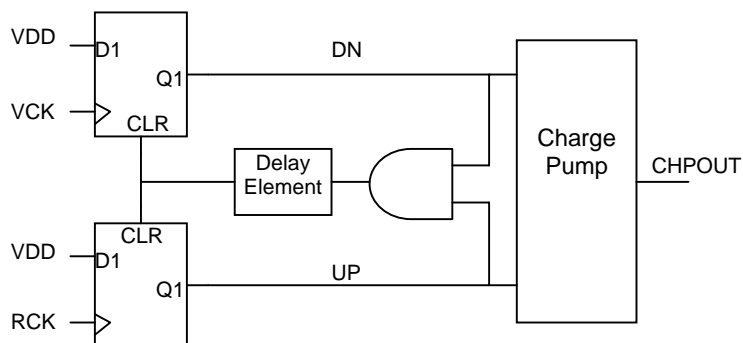 VDD
D1
DN
Q1
VCK
CLR
Delay
Element
Charge
Pump
CHPOUT
CLR
VDD
D1
UP
Q1
RCK